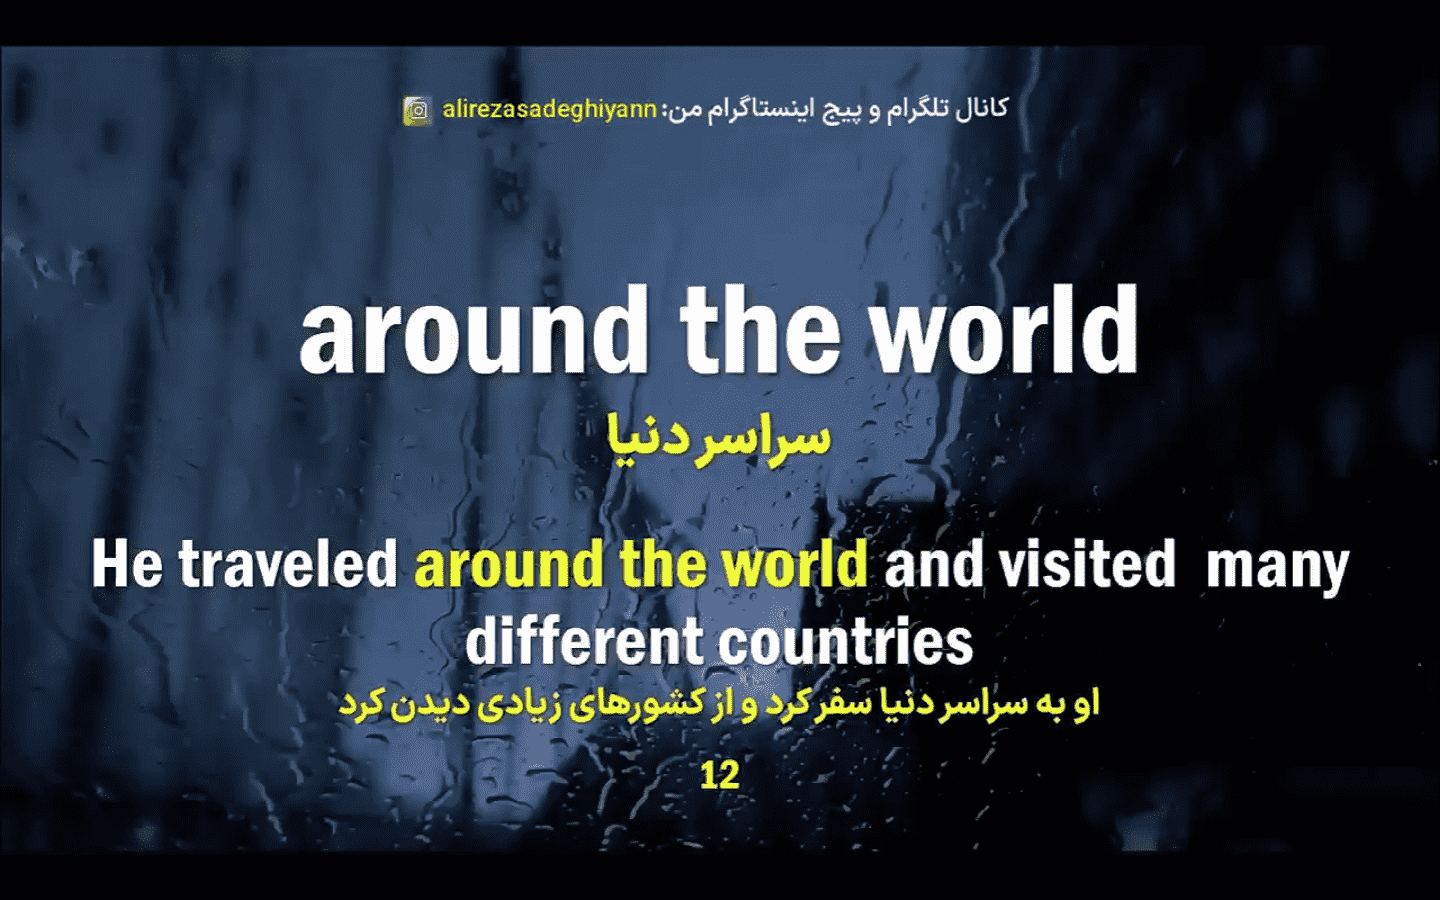 کانال تلگرام و پیج اینستاگرام من: alirezasadeghiyann
around the world
سراسر دنیا
He traveled around the world and visited many
different countries
او به سراسر دنیا سفر کرد و از کشورهای زیادی دیدن کرد
12